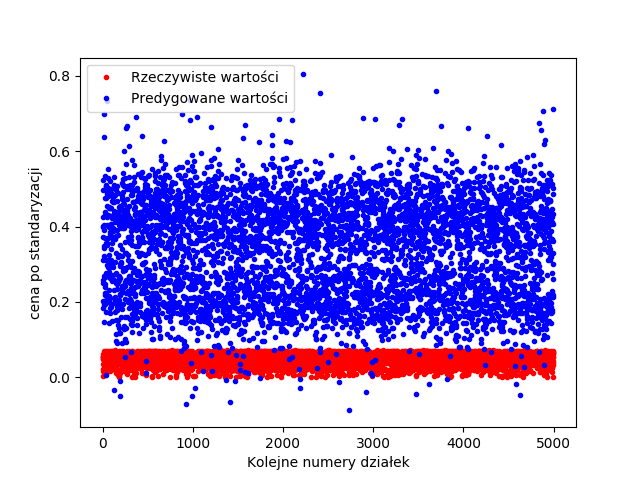 Rzeczywiste wartości
Predygowane wartości
cena po standaryzacji
0.8
0.6
0.4
0.2
0.0
0 1000 2000 3000 4000 5000
Kolejne numery działek